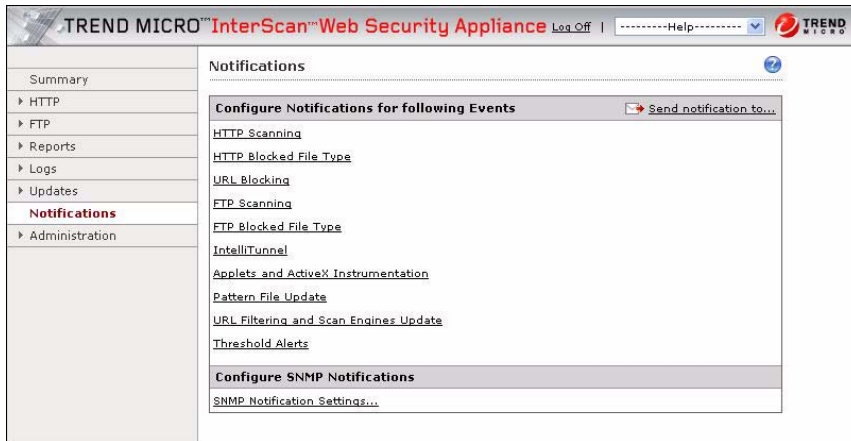 TREND MICRO™ InterScan™ Web Security Appliance Log Off | ---------Help--------- TREND MICRO
Notifications
Summary
HTTP
FTP
Reports
Logs
Updates
Notifications
Administration
Configure Notifications for following Events Send notification to...
HTTP Scanning
HTTP Blocked File Type
URL Blocking
FTP Scanning
FTP Blocked File Type
IntelliTunnel
Applets and ActiveX Instrumentation
Pattern File Update
URL Filtering and Scan Engines Update
Threshold Alerts
Configure SNMP Notifications
SNMP Notification Settings...